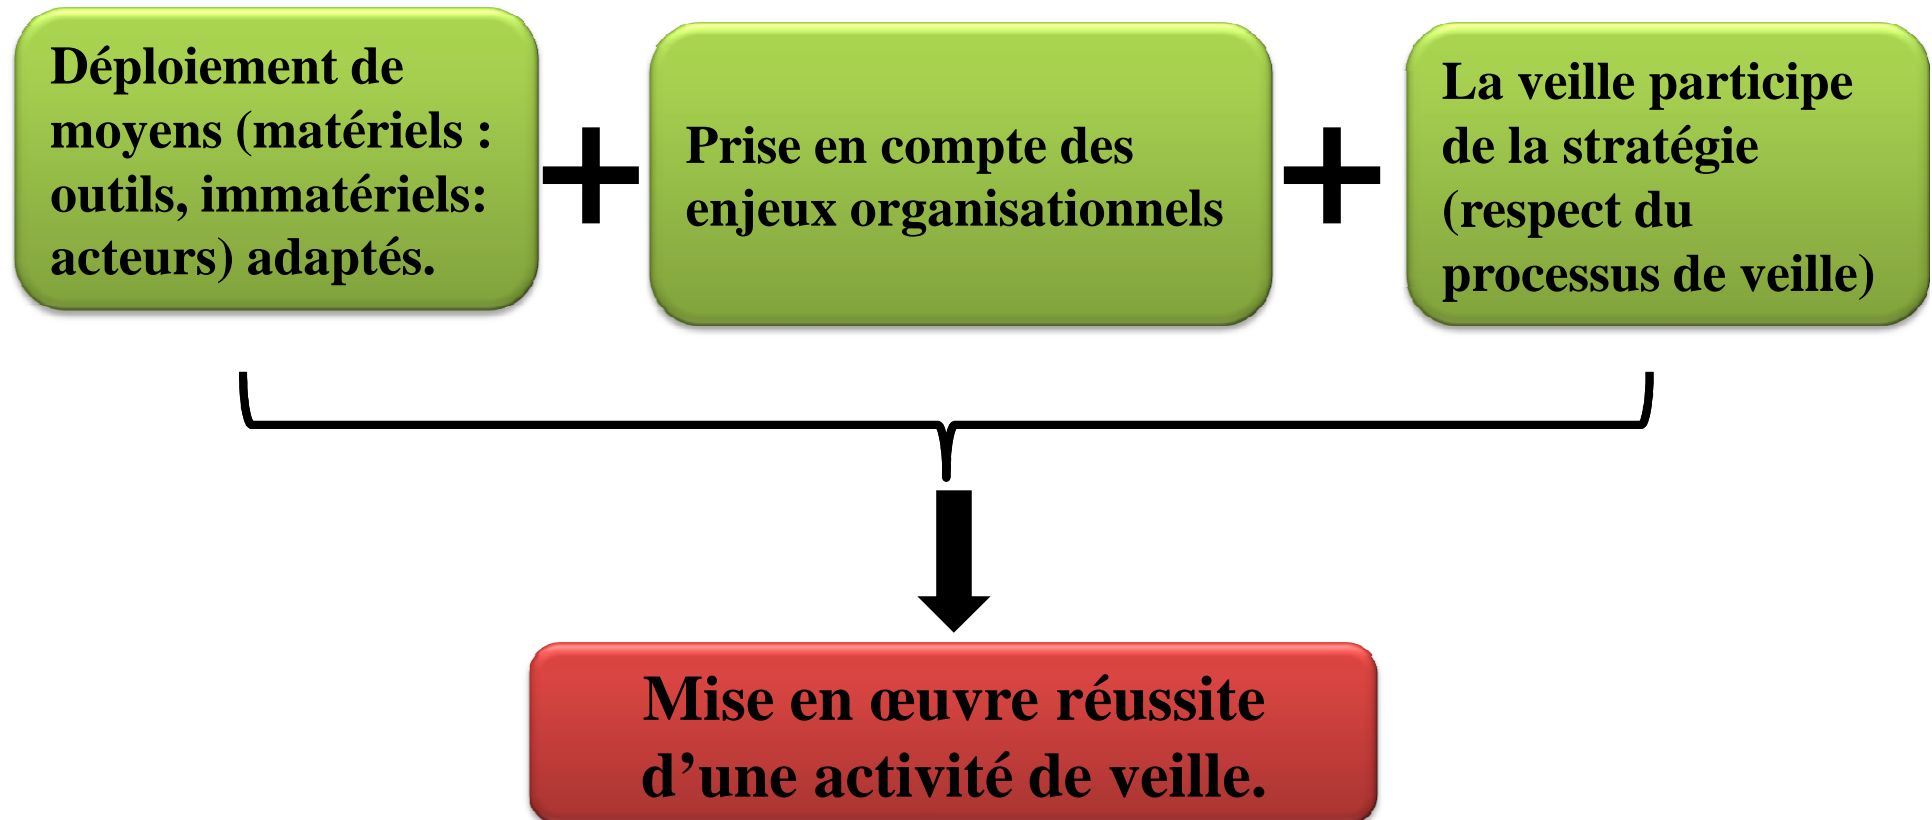 Déploiement de
moyens (matériels :
outils, immatériels:
acteurs) adaptés.
Prise en compte des
enjeux organisationnels
La veille participe
de la stratégie
(respect du
processus de veille)
Mise en œuvre réussite
d’une activité de veille.